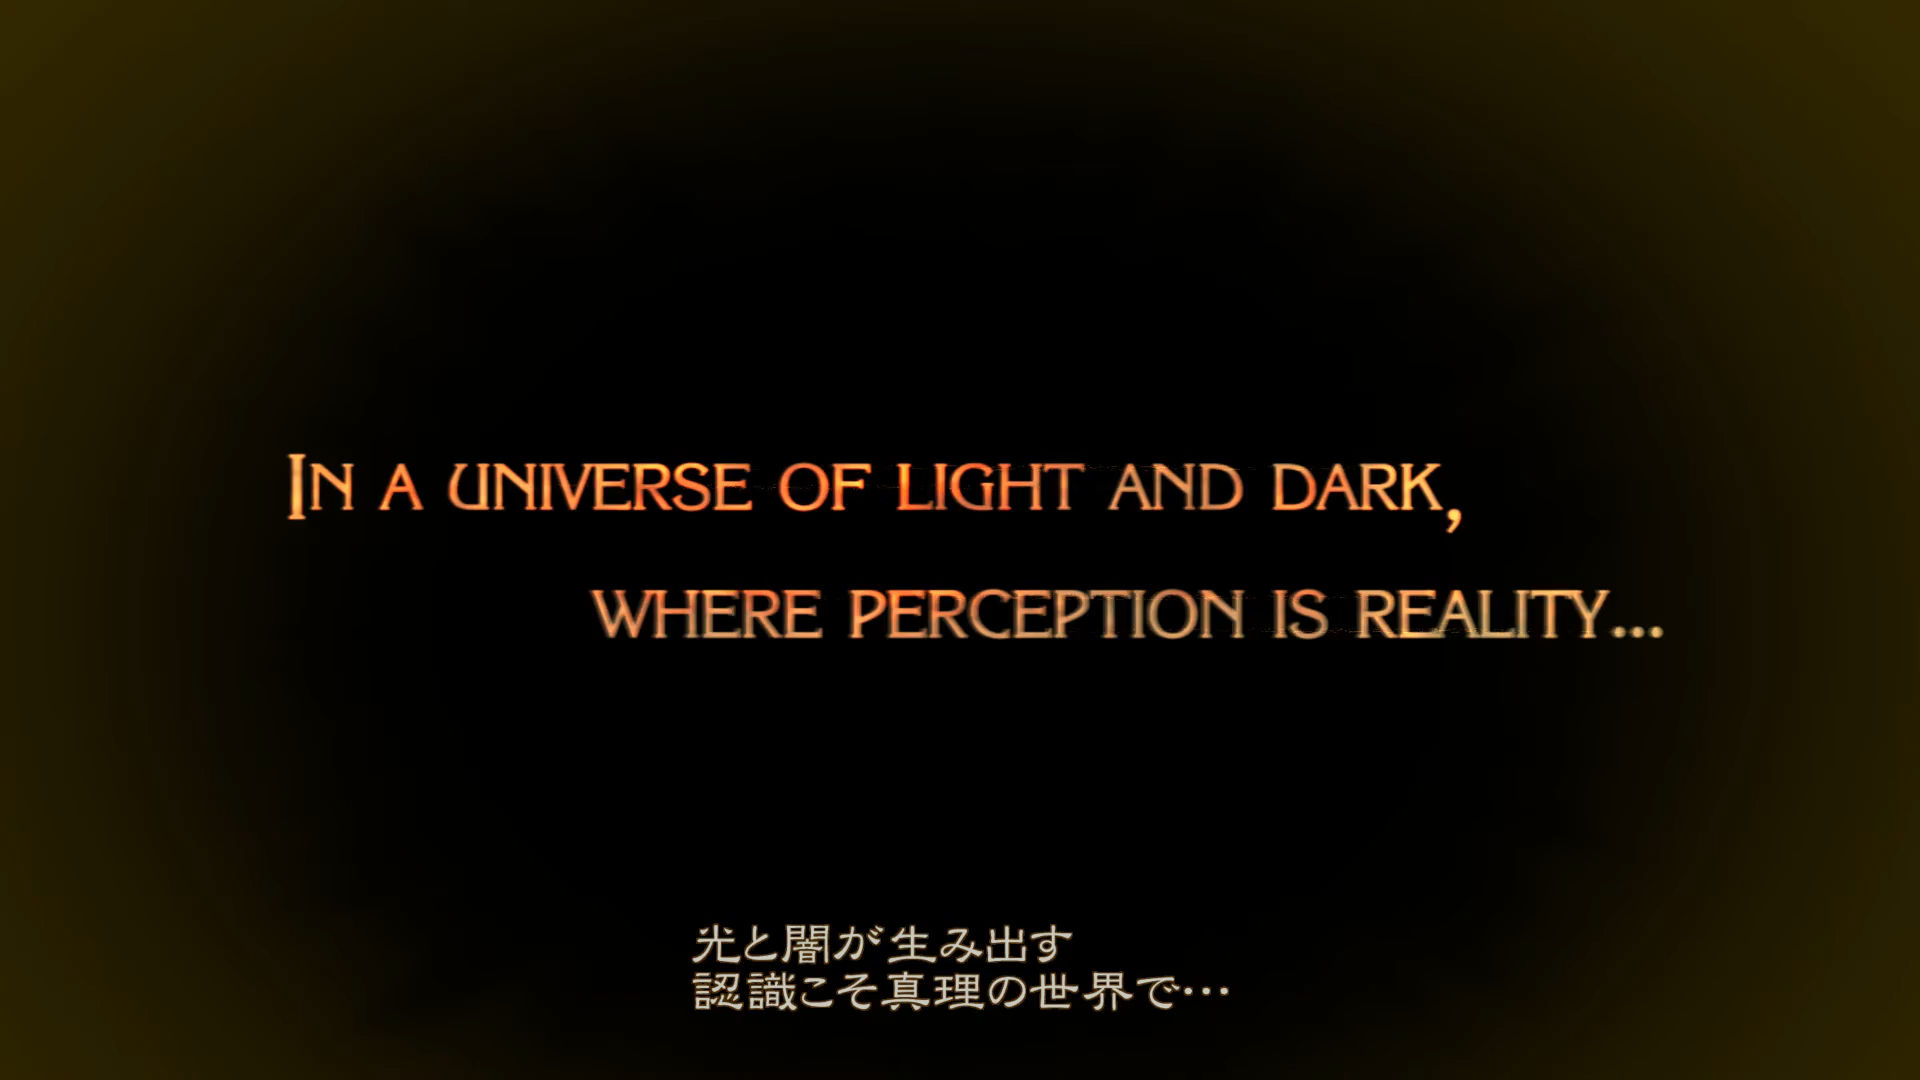 In a universe of light and dark,
where perception is reality...
光と闇が生み出す
認識こそ真理の世界で…